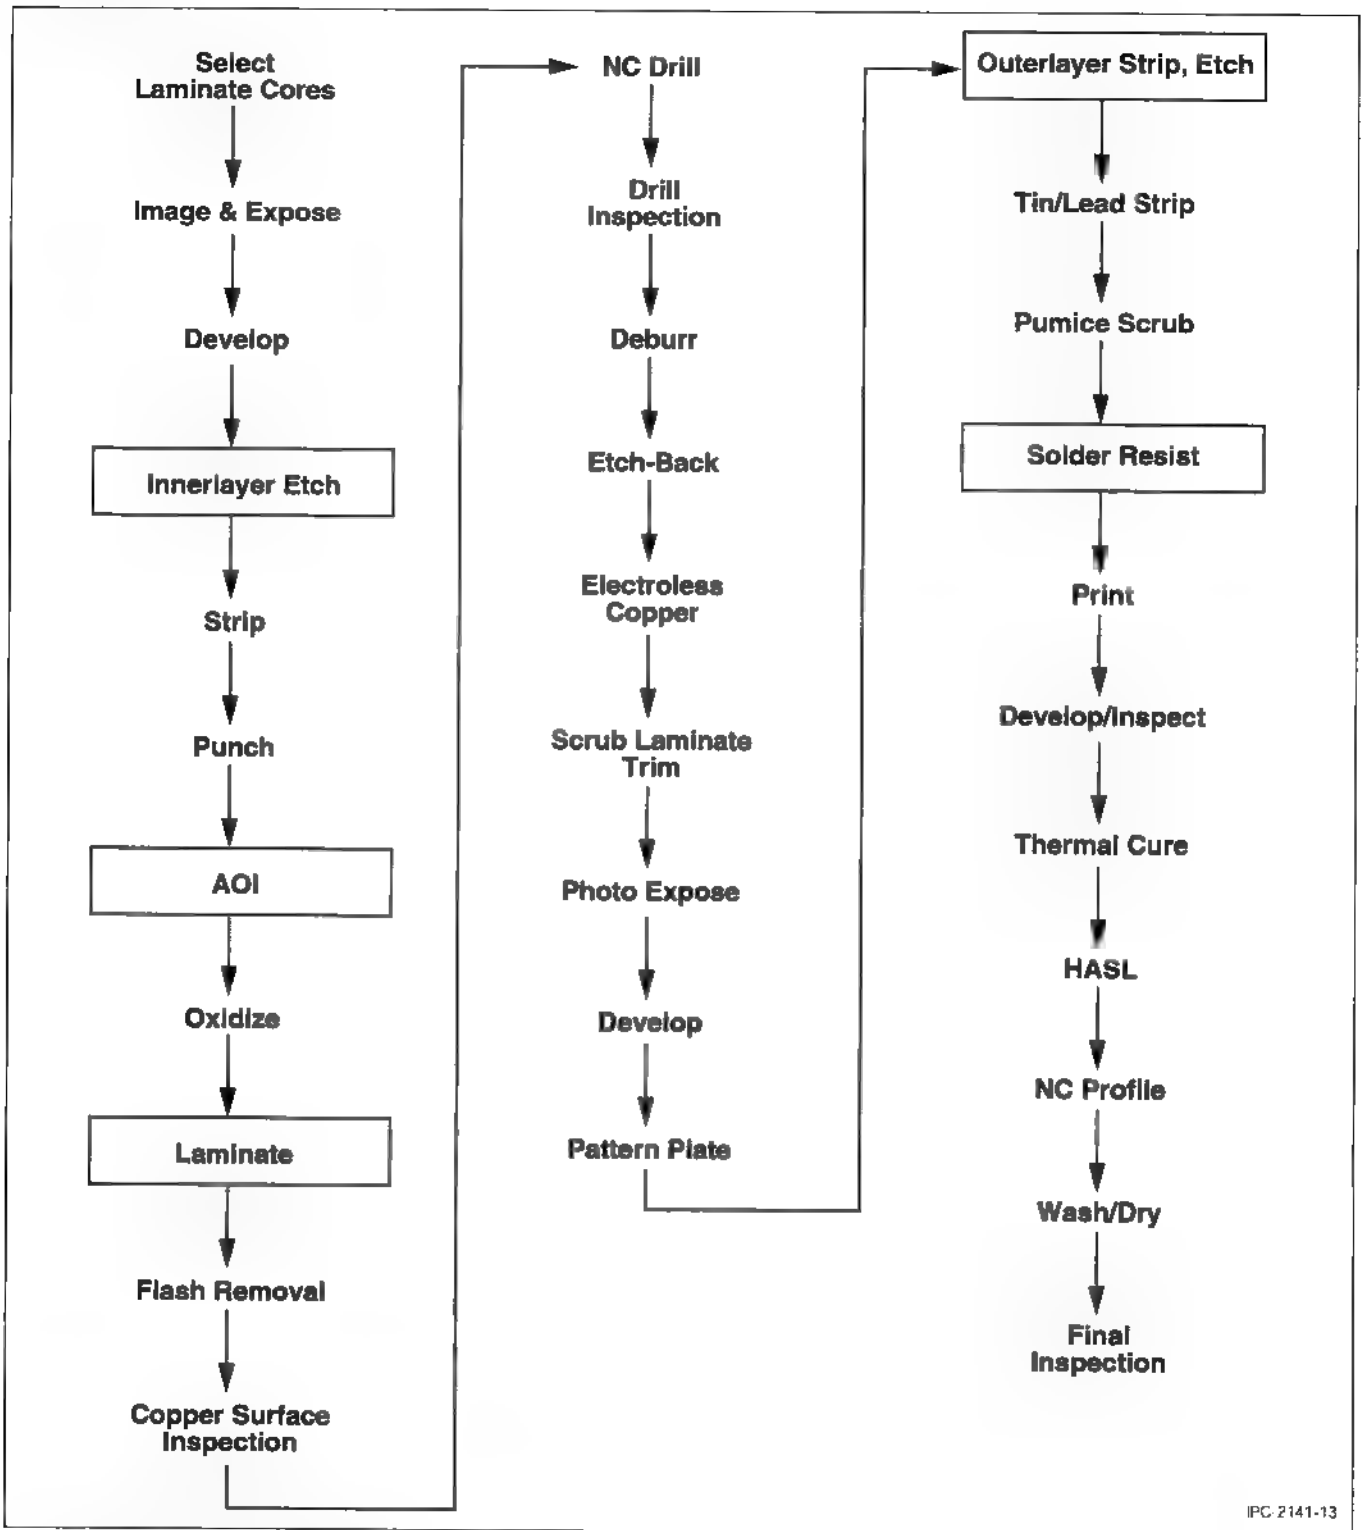 Select
Laminate Cores
Image & Expose
Develop
Innerlayer Etch
Strip
Punch
AOI
Oxidize
Laminate
Flash Removal
Copper Surface
Inspection
NC Drill
Drill
Inspection
Deburr
Etch-Back
Electroless
Copper
Scrub Laminate
Trim
Photo Expose
Develop
Pattern Plate
Outerlayer Strip, Etch
Tin/Lead Strip
Pumice Scrub
Solder Resist
Print
Develop/Inspect
Thermal Cure
HASL
NC Profile
Wash/Dry
Final
Inspection
IPC-2141-13